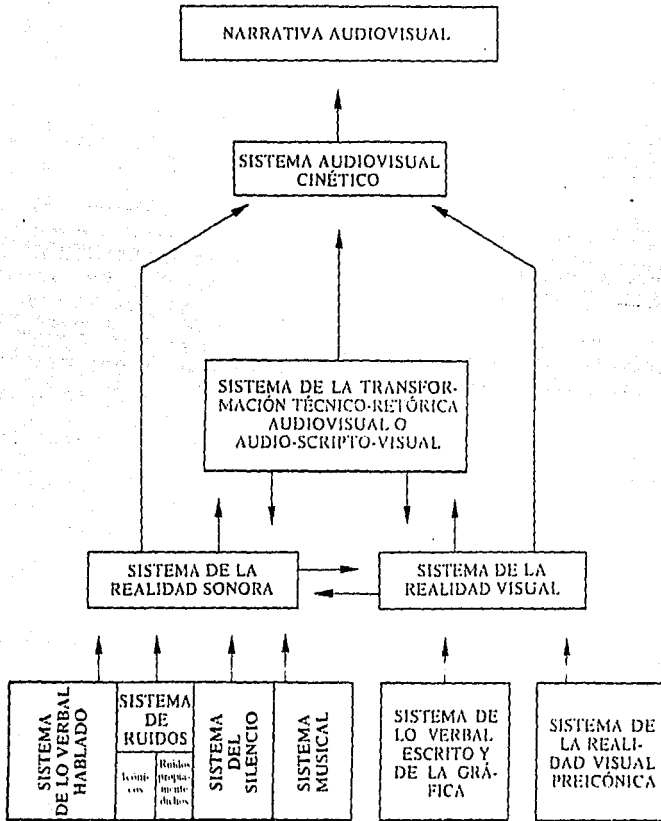 NARRATIVA AUDIOVISUAL
SISTEMA AUDIOVISUAL
CINÉTICO
SISTEMA DE LA TRANSFOR-
MACIÓN TÉCNICO-RETÓRICA
AUDIOVISUAL O
AUDIO-SCRIPTO-VISUAL
SISTEMA DE LA
REALIDAD SONORA
SISTEMA DE LA
REALIDAD VISUAL
SISTEMA
DE LO VERBAL
HABLADO
SISTEMA
DE
RUIDOS
Icóni-
cos
Ruidos
propia-
mente
dichos
SISTEMA
DEL
SILENCIO
SISTEMA
MUSICAL
SISTEMA DE
LO VERBAL
ESCRITO Y
DE LA GRÁ-
FICA
SISTEMA DE
LA REALI-
DAD VISUAL
PREICÓNICA